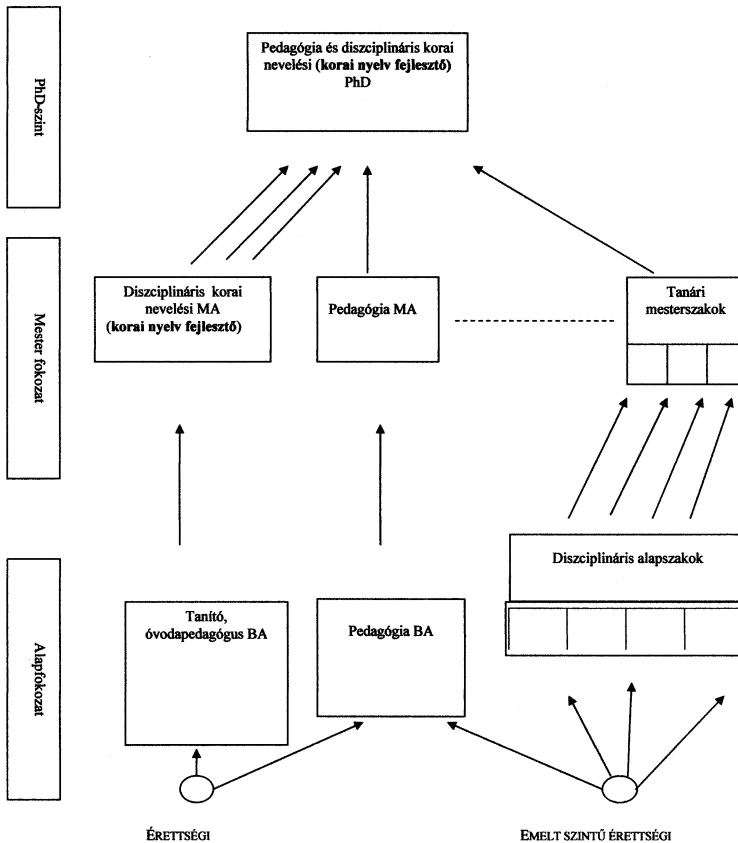 PhD-szint
Pedagógia és diszciplináris korai
nevelési (korai nyelv fejlesztő)
PhD
Mester fokozat
Diszciplináris korai
nevelési MA
(korai nyelv fejlesztő)
Pedagógia MA
Tanári
mesterszakok
Alapfokozat
Tanító,
óvodapedagógus BA
Pedagógia BA
Diszciplináris alapszakok
ÉRETTSÉGI
EMELT SZINTŰ ÉRETTSÉGI